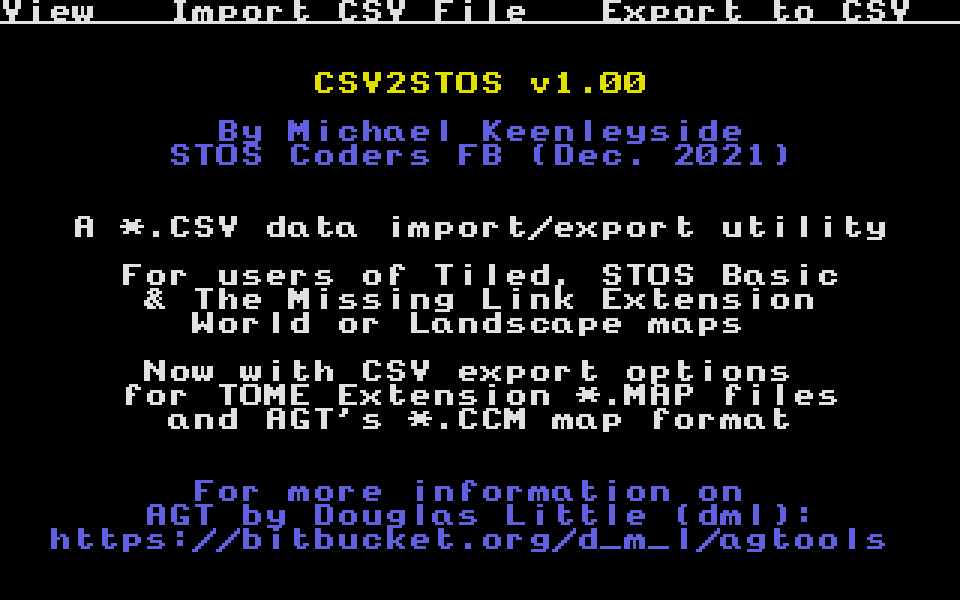 View   Import CSV File   Export to CSV
CSV2STOS v1.00
By Michael Keenleyside
STOS Coders FB (Dec. 2021)
A *.CSV data import/export utility
For users of Tiled, STOS Basic
& The Missing Link Extension
World or Landscape maps
Now with CSV export options
for TOME Extension *.MAP files
and AGT's *.CCM map format
For more information on
AGT by Douglas Little (dml):
https://bitbucket.org/d_m_l/agtools